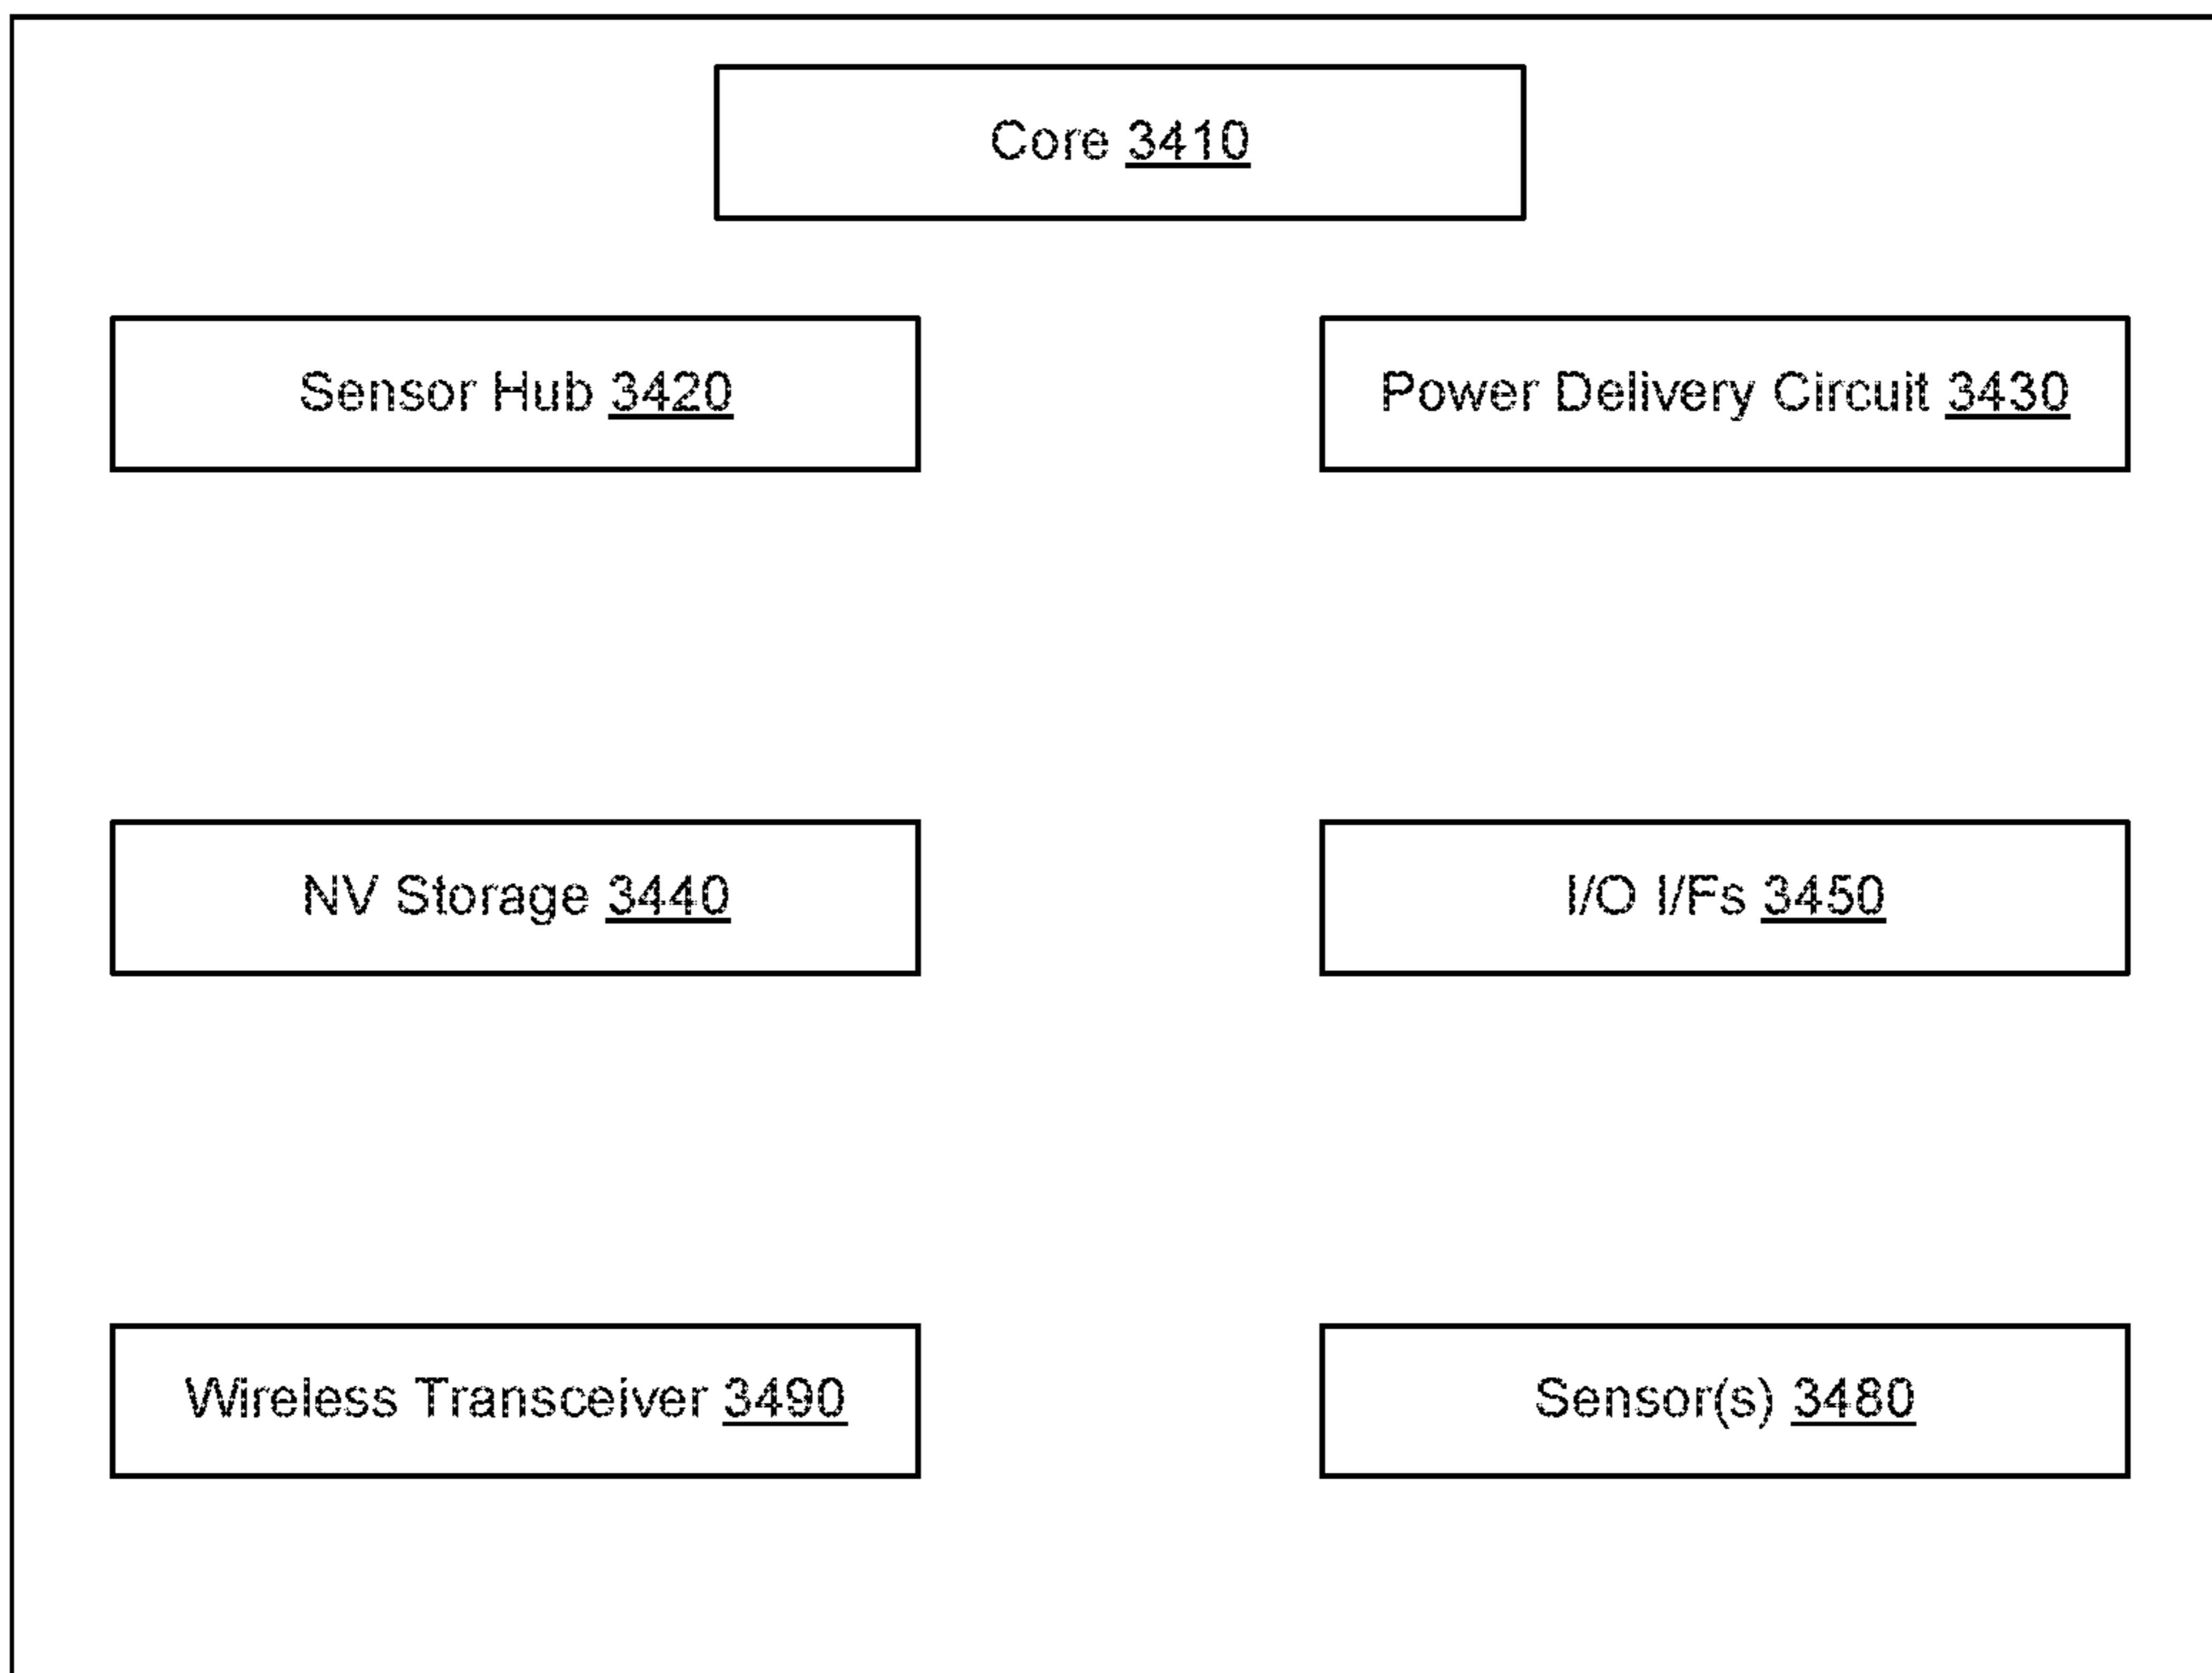 Core 3410
Sensor Hub 3420
Power Delivery Circuit 3430
NV Storage 3440
I/O I/Fs 3450
Wireless Transceiver 3490
Sensor(s) 3480